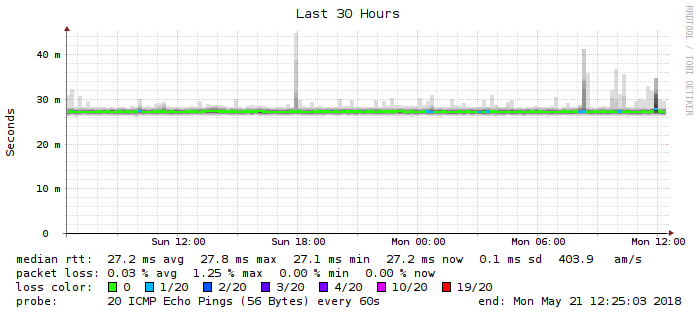 Last 30 Hours
RRDTOOL / TOBI OETIKER
Seconds
40 m
30 m
20 m
10 m
0
Sun 12:00 Sun 18:00 Mon 00:00 Mon 06:00 Mon 12:00
median rtt: 27.2 ms avg 27.8 ms max 27.1 ms min 27.2 ms now 0.1 ms sd 403.9 am/s
packet loss: 0.03 % avg 1.25 % max 0.00 % min 0.00 % now
loss color: 0 1/20 2/20 3/20 4/20 10/20 19/20
probe: 20 ICMP Echo Pings (56 Bytes) every 60s end: Mon May 21 12:25:03 2018